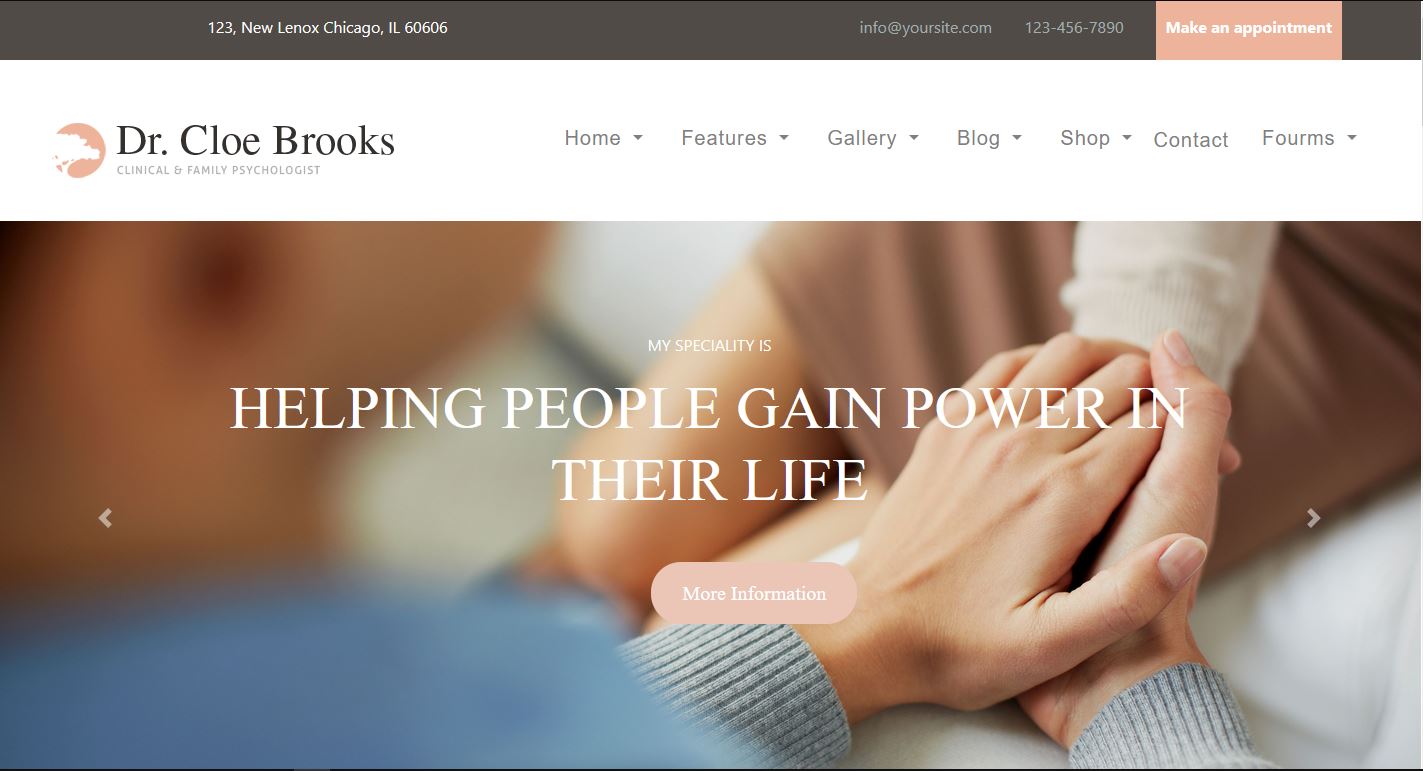 123, New Lenox Chicago, IL 60606
info@yoursite.com
123-456-7890
Make an appointment
Dr. Cloe Brooks
CLINICAL & FAMILY PSYCHOLOGIST
Home
Features
Gallery
Blog
Shop
Contact
Fourms
MY SPECIALITY IS
HELPING PEOPLE GAIN POWER IN
THEIR LIFE
More Information